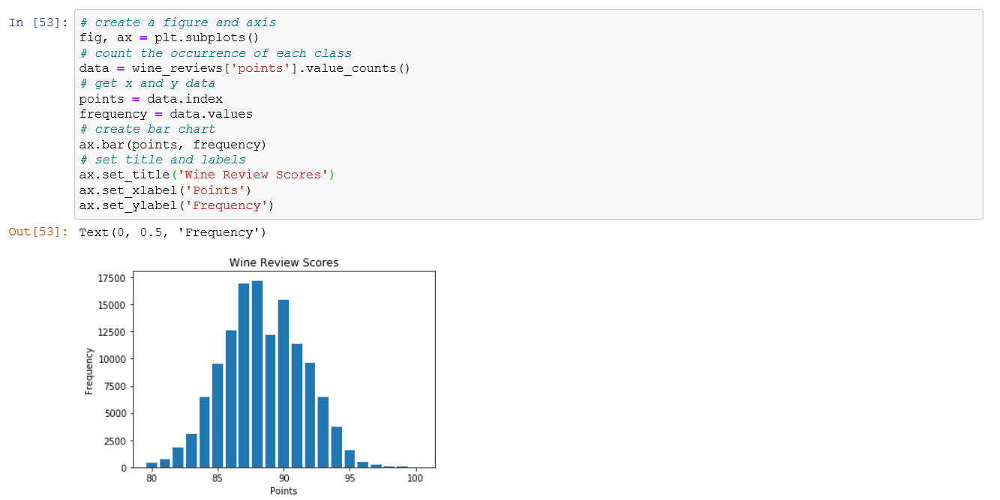 In [53]: # create a figure and axis
fig, ax = plt.subplots()
# count the occurrence of each class
data = wine_reviews['points'].value_counts()
# get x and y data
points = data.index
frequency = data.values
# create bar chart
ax.bar(points, frequency)
# set title and labels
ax.set_title('Wine Review Scores')
ax.set_xlabel('Points')
ax.set_ylabel('Frequency')
Out[53]: Text(0, 0.5, 'Frequency')
Wine Review Scores
17500
15000
12500
10000
7500
5000
2500
0
Frequency
80 85 90 95 100
Points